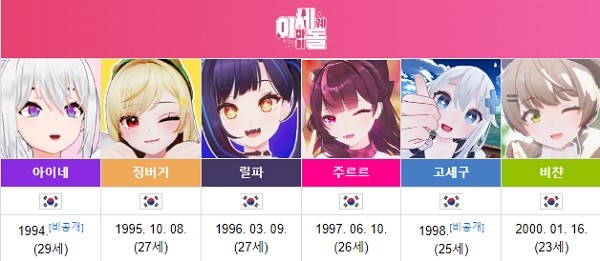 이세계
아이돌
아이네 징버거 릴파 주르르 고세구 비챤
1994.[비공개] 1995. 10. 08. 1996. 03. 09. 1997. 06. 10. 1998.[비공개] 2000. 01. 16.
(29세) (27세) (27세) (26세) (25세) (23세)